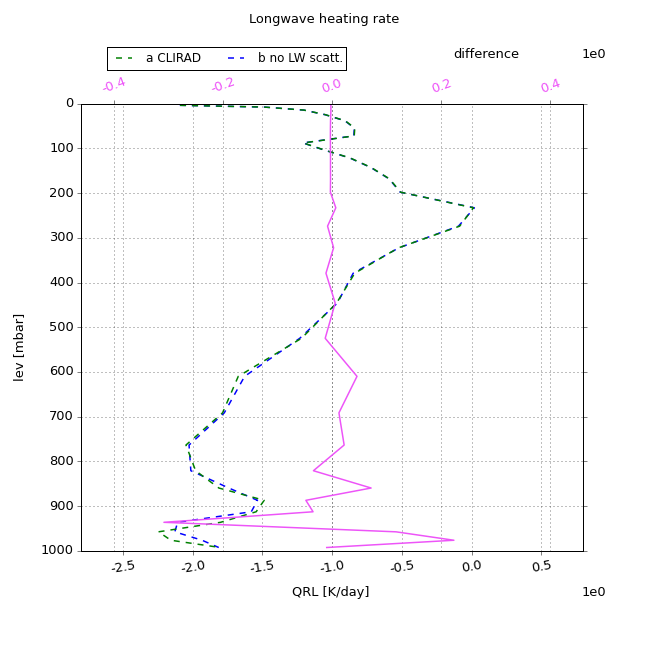 Longwave heating rate
a CLIRAD b no LW scatt.
difference 1e0
-0.4 -0.2 0.0 0.2 0.4
0
100
200
300
400
500
600
700
800
900
1000
lev [mbar]
-2.5 -2.0 -1.5 -1.0 -0.5 0.0 0.5
QRL [K/day] 1e0